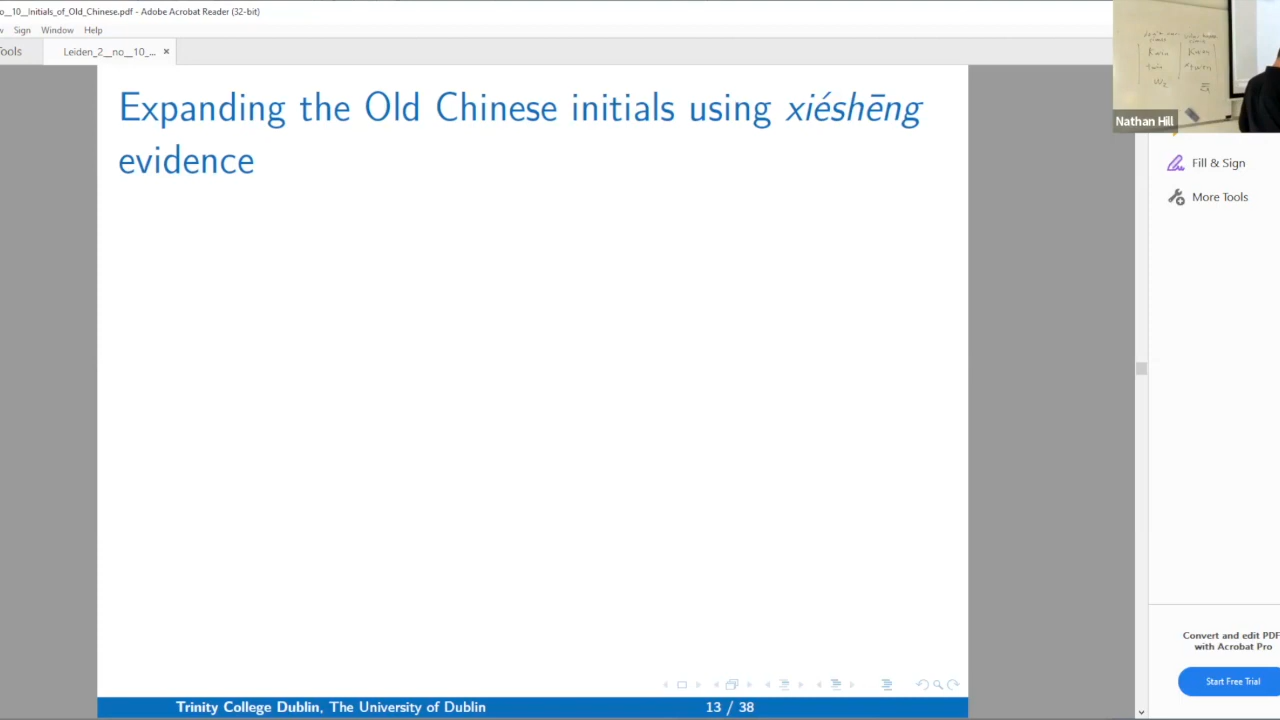 o__10__Initials_of_Old_Chinese.pdf - Adobe Acrobat Reader (32-bit)
Sign Window Help
Tools
Leiden_2__no__10_... ×
Expanding the Old Chinese initials using xiéshēng
evidence
Nathan Hill
Fill & Sign
More Tools
Convert and edit PDF
with Acrobat Pro
Start Free Trial
Trinity College Dublin, The University of Dublin
13 / 38